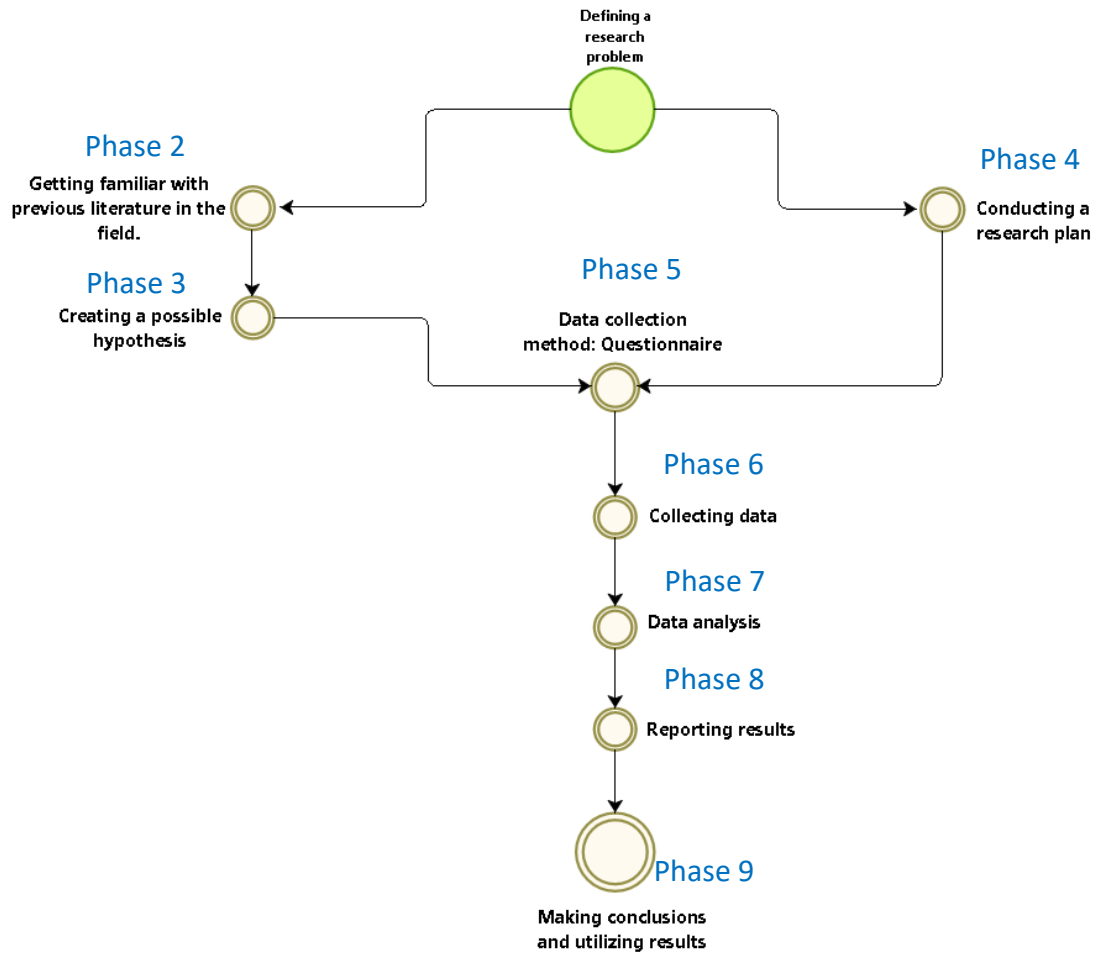 Defining a
research
problem
Phase 2
Getting familiar with
previous literature in the
field.
Phase 3
Creating a possible
hypothesis
Phase 4
Conducting a
research plan
Phase 5
Data collection
method: Questionnaire
Phase 6
Collecting data
Phase 7
Data analysis
Phase 8
Reporting results
Phase 9
Making conclusions
and utilizing results